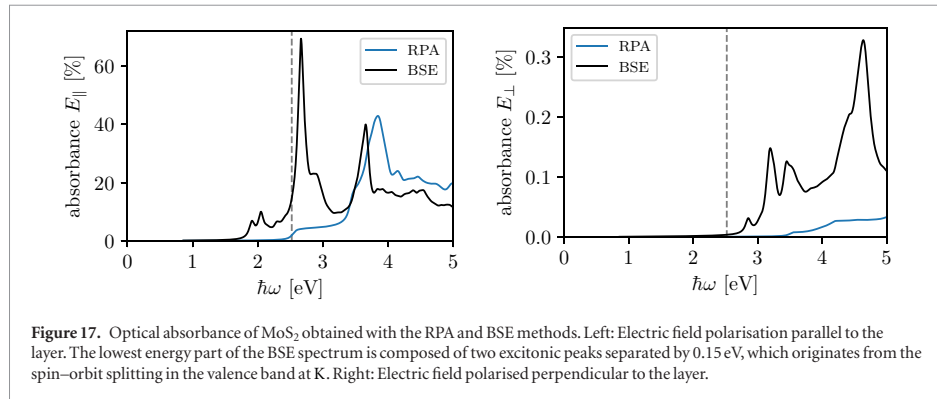 absorbance E∥ [%]
60
40
20
0
0 1 2 3 4 5
ħω [eV]
RPA
BSE
absorbance E⊥ [%]
0.3
0.2
0.1
0.0
0 1 2 3 4 5
ħω [eV]
RPA
BSE
Figure 17. Optical absorbance of MoS₂ obtained with the RPA and BSE methods. Left: Electric field polarisation parallel to the
layer. The lowest energy part of the BSE spectrum is composed of two excitonic peaks separated by 0.15 eV, which originates from the
spin–orbit splitting in the valence band at K. Right: Electric field polarised perpendicular to the layer.